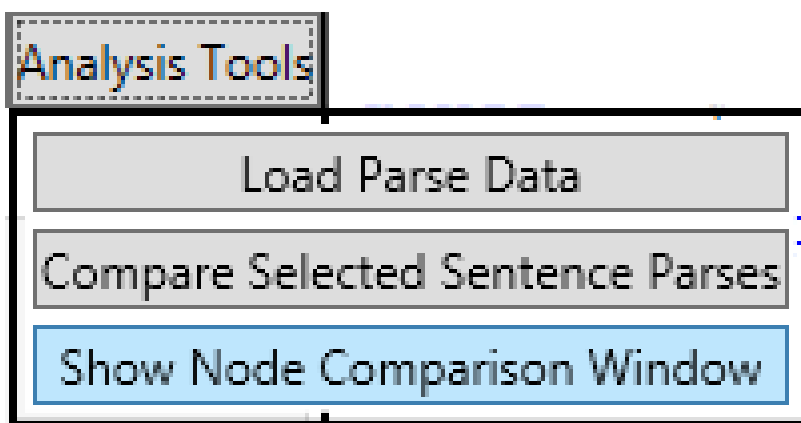 Analysis Tools
Load Parse Data
Compare Selected Sentence Parses
Show Node Comparison Window